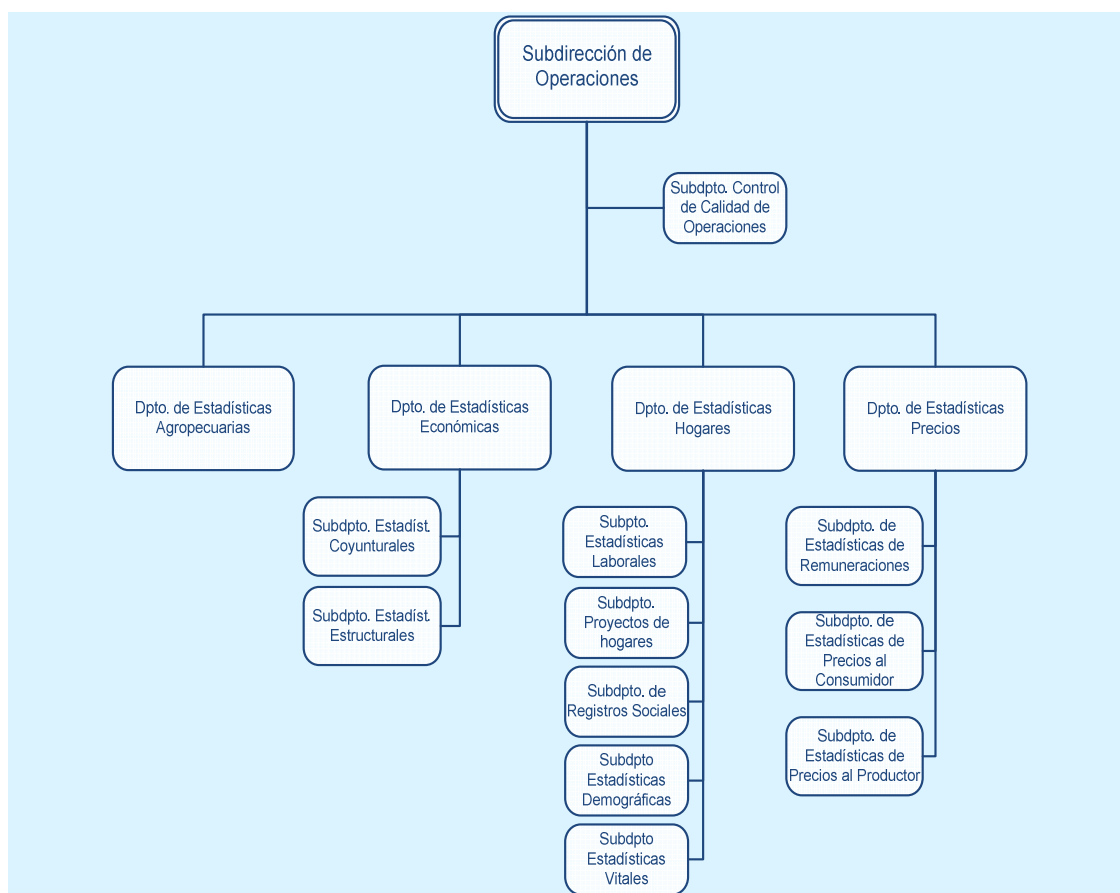 Subdirección de
Operaciones
Subdpto. Control
de Calidad de
Operaciones
Dpto. de Estadísticas
Agropecuarias
Dpto. de Estadísticas
Económicas
Dpto. de Estadísticas
Hogares
Dpto. de Estadísticas
Precios
Subdpto. Estadíst.
Coyunturales
Subdpto. Estadíst.
Estructurales
Subpto.
Estadísticas
Laborales
Subdpto.
Proyectos de
hogares
Subdpto. de
Registros Sociales
Subdpto
Estadísticas
Demográficas
Subdpto
Estadísticas
Vitales
Subdpto. de
Estadísticas de
Remuneraciones
Subdpto. de
Estadísticas de
Precios al
Consumidor
Subdpto. de
Estadísticas de
Precios al Productor